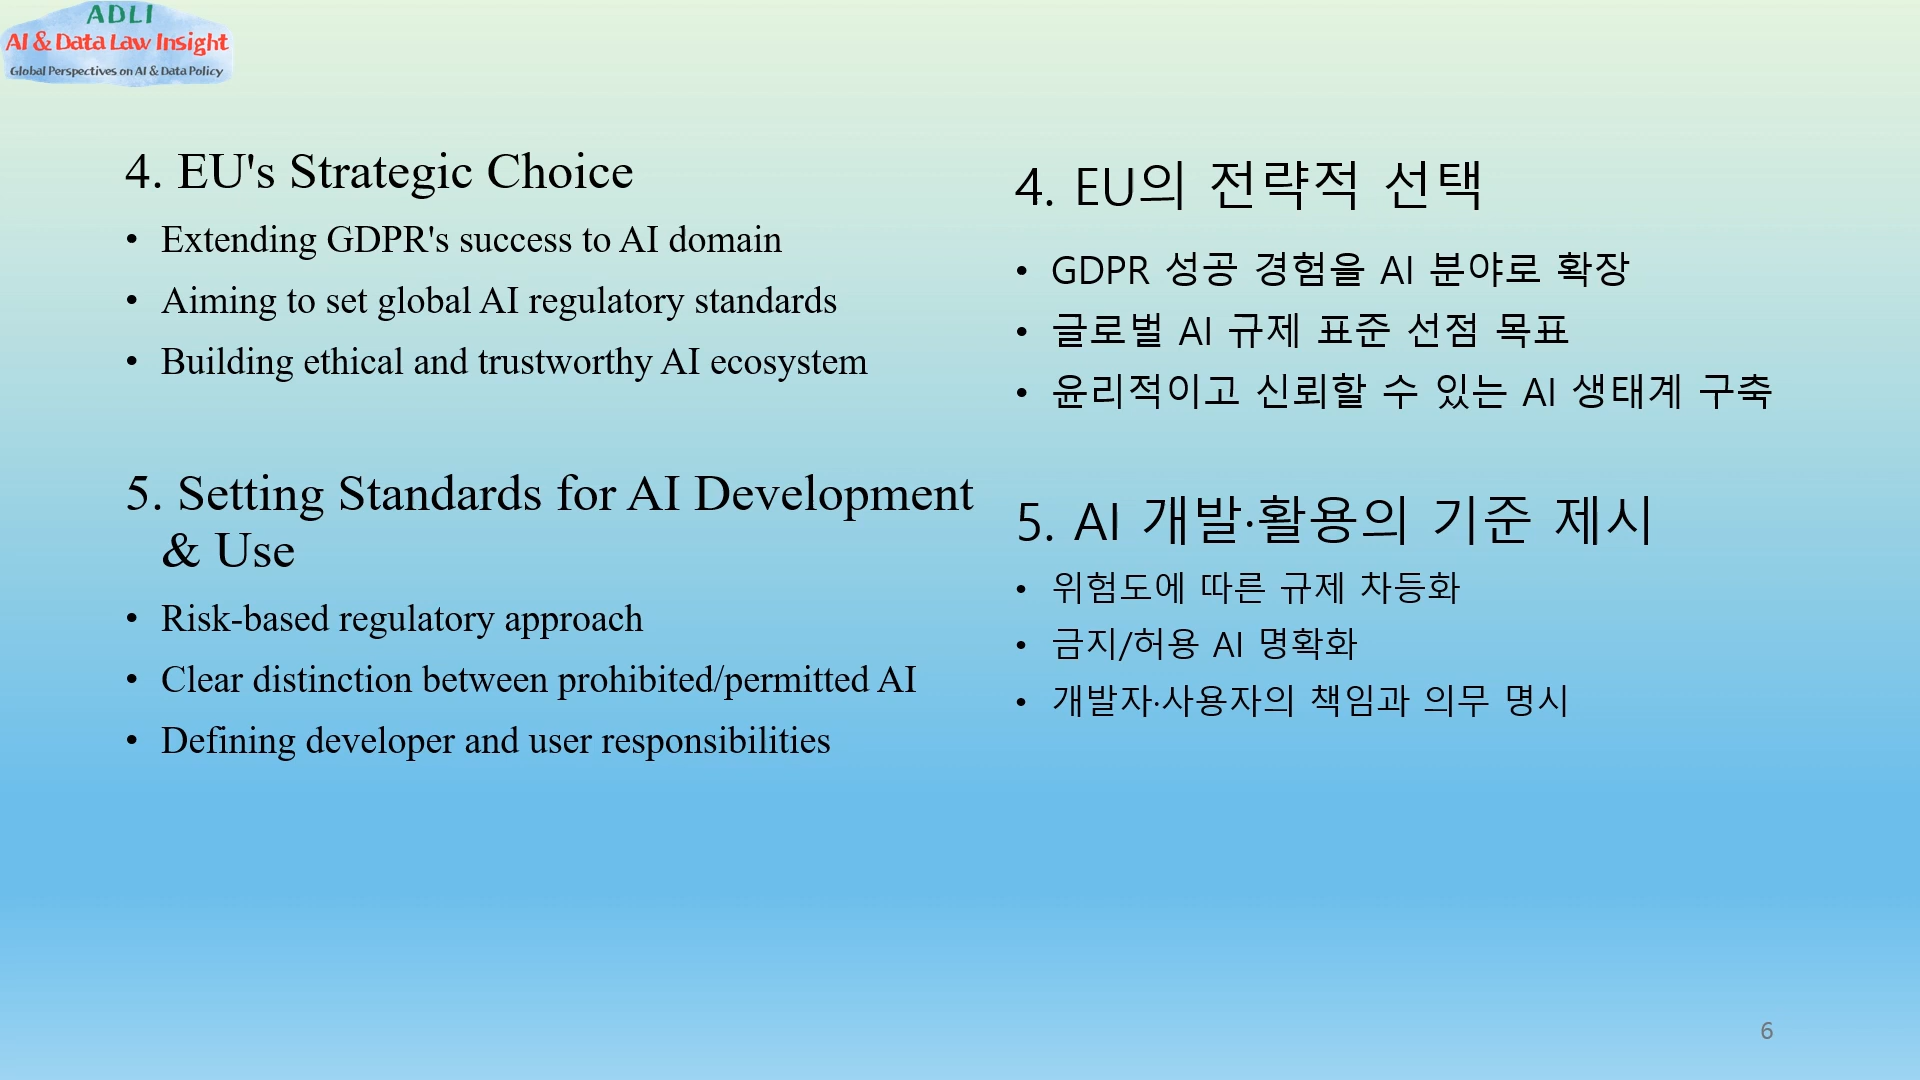 ADLI
AI & Data Law Insight
Global Perspectives on AI & Data Policy
4. EU's Strategic Choice
• Extending GDPR's success to AI domain
• Aiming to set global AI regulatory standards
• Building ethical and trustworthy AI ecosystem
5. Setting Standards for AI Development
& Use
• Risk-based regulatory approach
• Clear distinction between prohibited/permitted AI
• Defining developer and user responsibilities
4. EU의 전략적 선택
• GDPR 성공 경험을 AI 분야로 확장
• 글로벌 AI 규제 표준 선점 목표
• 윤리적이고 신뢰할 수 있는 AI 생태계 구축
5. AI 개발·활용의 기준 제시
• 위험도에 따른 규제 차등화
• 금지/허용 AI 명확화
• 개발자·사용자의 책임과 의무 명시
6